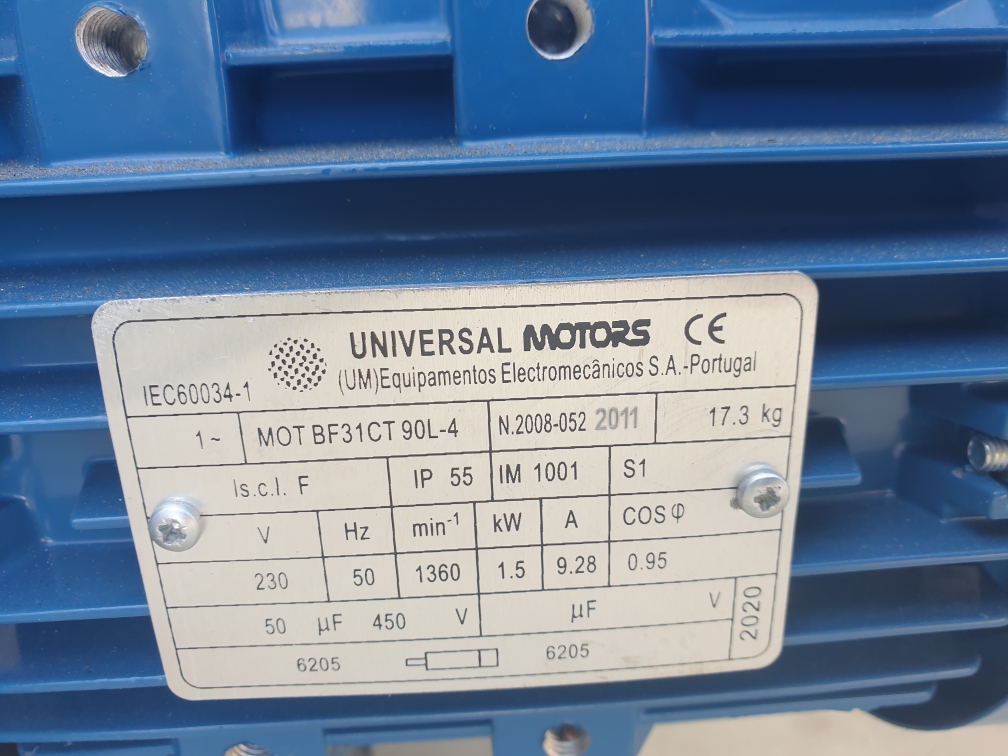 UNIVERSAL MOTORS CE
IEC60034-1 (UM)Equipamentos Electromecânicos S.A.-Portugal
1~ MOT BF31CT 90L-4 N.2008-052 2011 17.3 kg
Is.c.l. F IP 55 IM 1001 S1
V Hz min-1 kW A COS φ
230 50 1360 1.5 9.28 0.95
50 µF 450 V µF V
2020
6205 6205